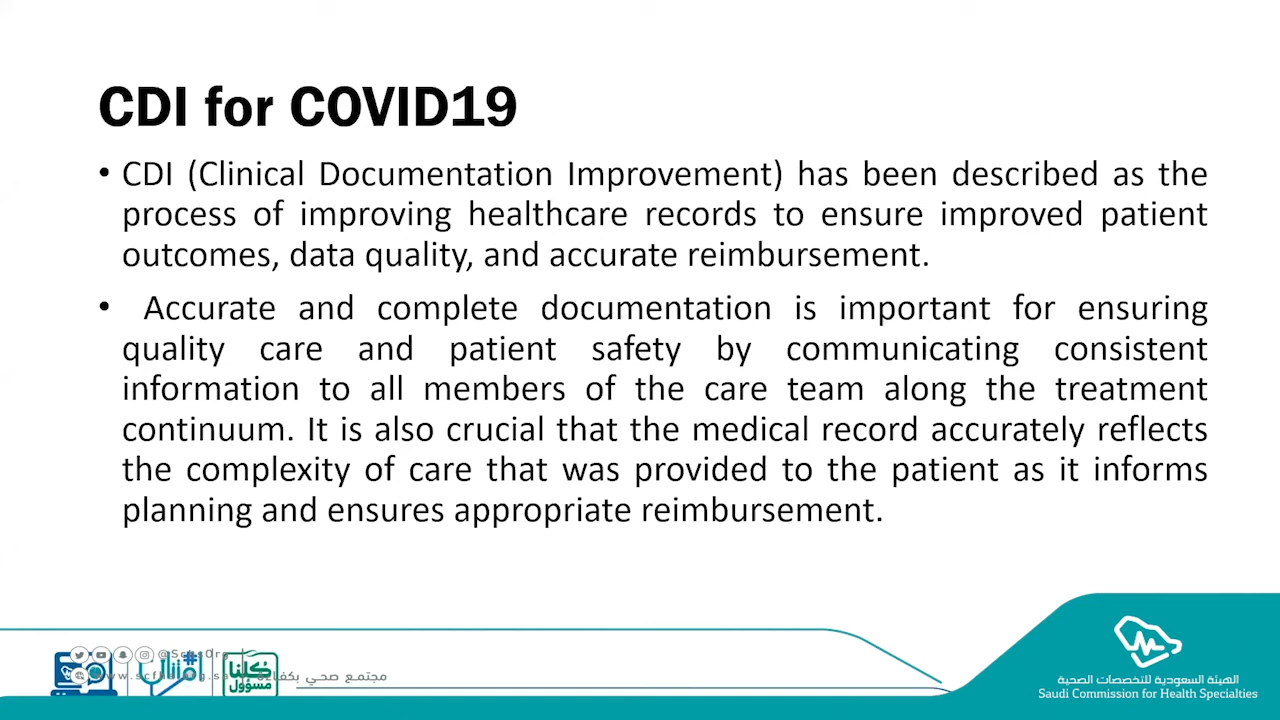 CDI for COVID19
• CDI (Clinical Documentation Improvement) has been described as the
process of improving healthcare records to ensure improved patient
outcomes, data quality, and accurate reimbursement.
• Accurate and complete documentation is important for ensuring
quality care and patient safety by communicating consistent
information to all members of the care team along the treatment
continuum. It is also crucial that the medical record accurately reflects
the complexity of care that was provided to the patient as it informs
planning and ensures appropriate reimbursement.
كلنا
مسؤول
مجتمع صحي
الهيئة السعودية للتخصصات الصحية
Saudi Commission for Health Specialties